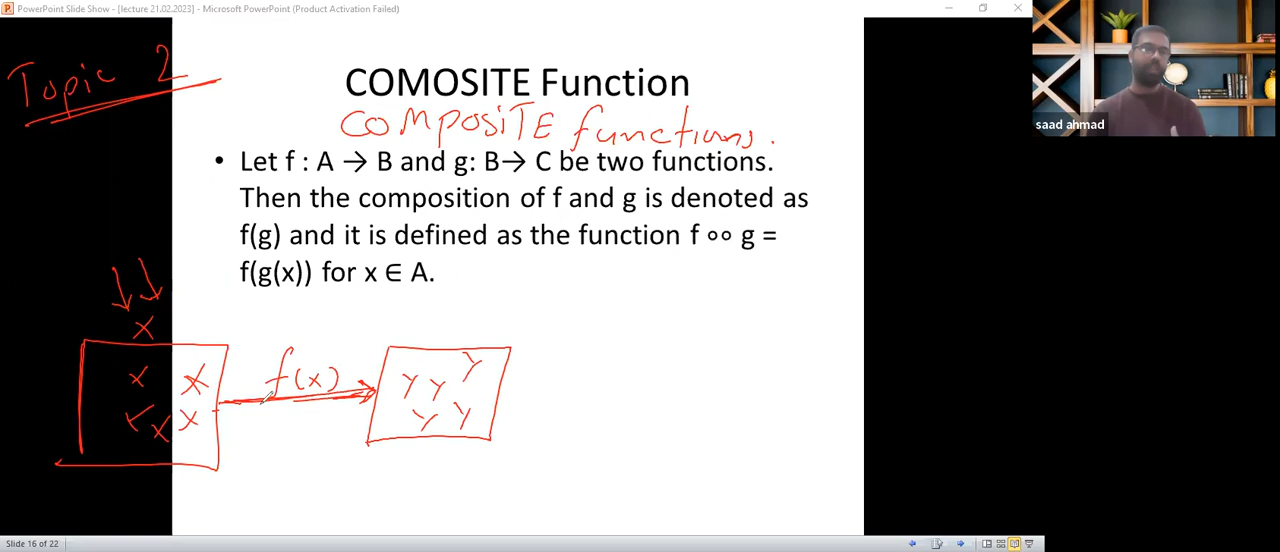 PowerPoint Slide Show - [lecture 21.02.2023] - Microsoft PowerPoint (Product Activation Failed)
Topic 2
COMOSITE Function
COMPOSITE functions.
• Let f : A → B and g: B→ C be two functions.
Then the composition of f and g is denoted as
f(g) and it is defined as the function f ∘∘ g =
f(g(x)) for x ∈ A.
saad ahmad
x
f(x)
x x
x x x
y
y y
y y
Slide 16 of 22